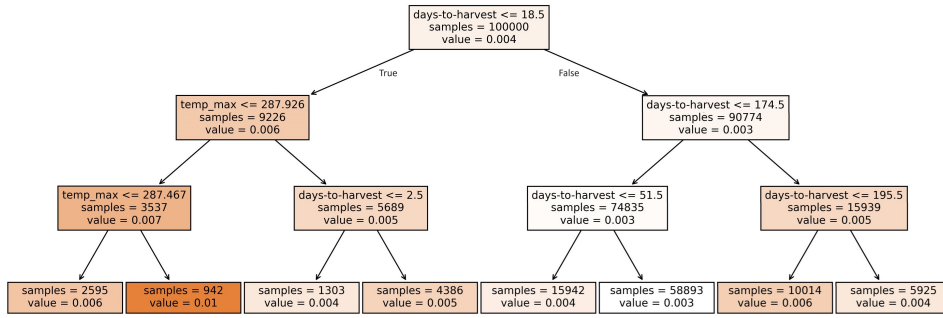 days-to-harvest <= 18.5
samples = 100000
value = 0.004
True
False
temp_max <= 287.926
samples = 9226
value = 0.006
days-to-harvest <= 174.5
samples = 90774
value = 0.003
temp_max <= 287.467
samples = 3537
value = 0.007
days-to-harvest <= 2.5
samples = 5689
value = 0.005
days-to-harvest <= 51.5
samples = 74835
value = 0.003
days-to-harvest <= 195.5
samples = 15939
value = 0.005
samples = 2595
value = 0.006
samples = 942
value = 0.01
samples = 1303
value = 0.004
samples = 4386
value = 0.005
samples = 15942
value = 0.004
samples = 58893
value = 0.003
samples = 10014
value = 0.006
samples = 5925
value = 0.004